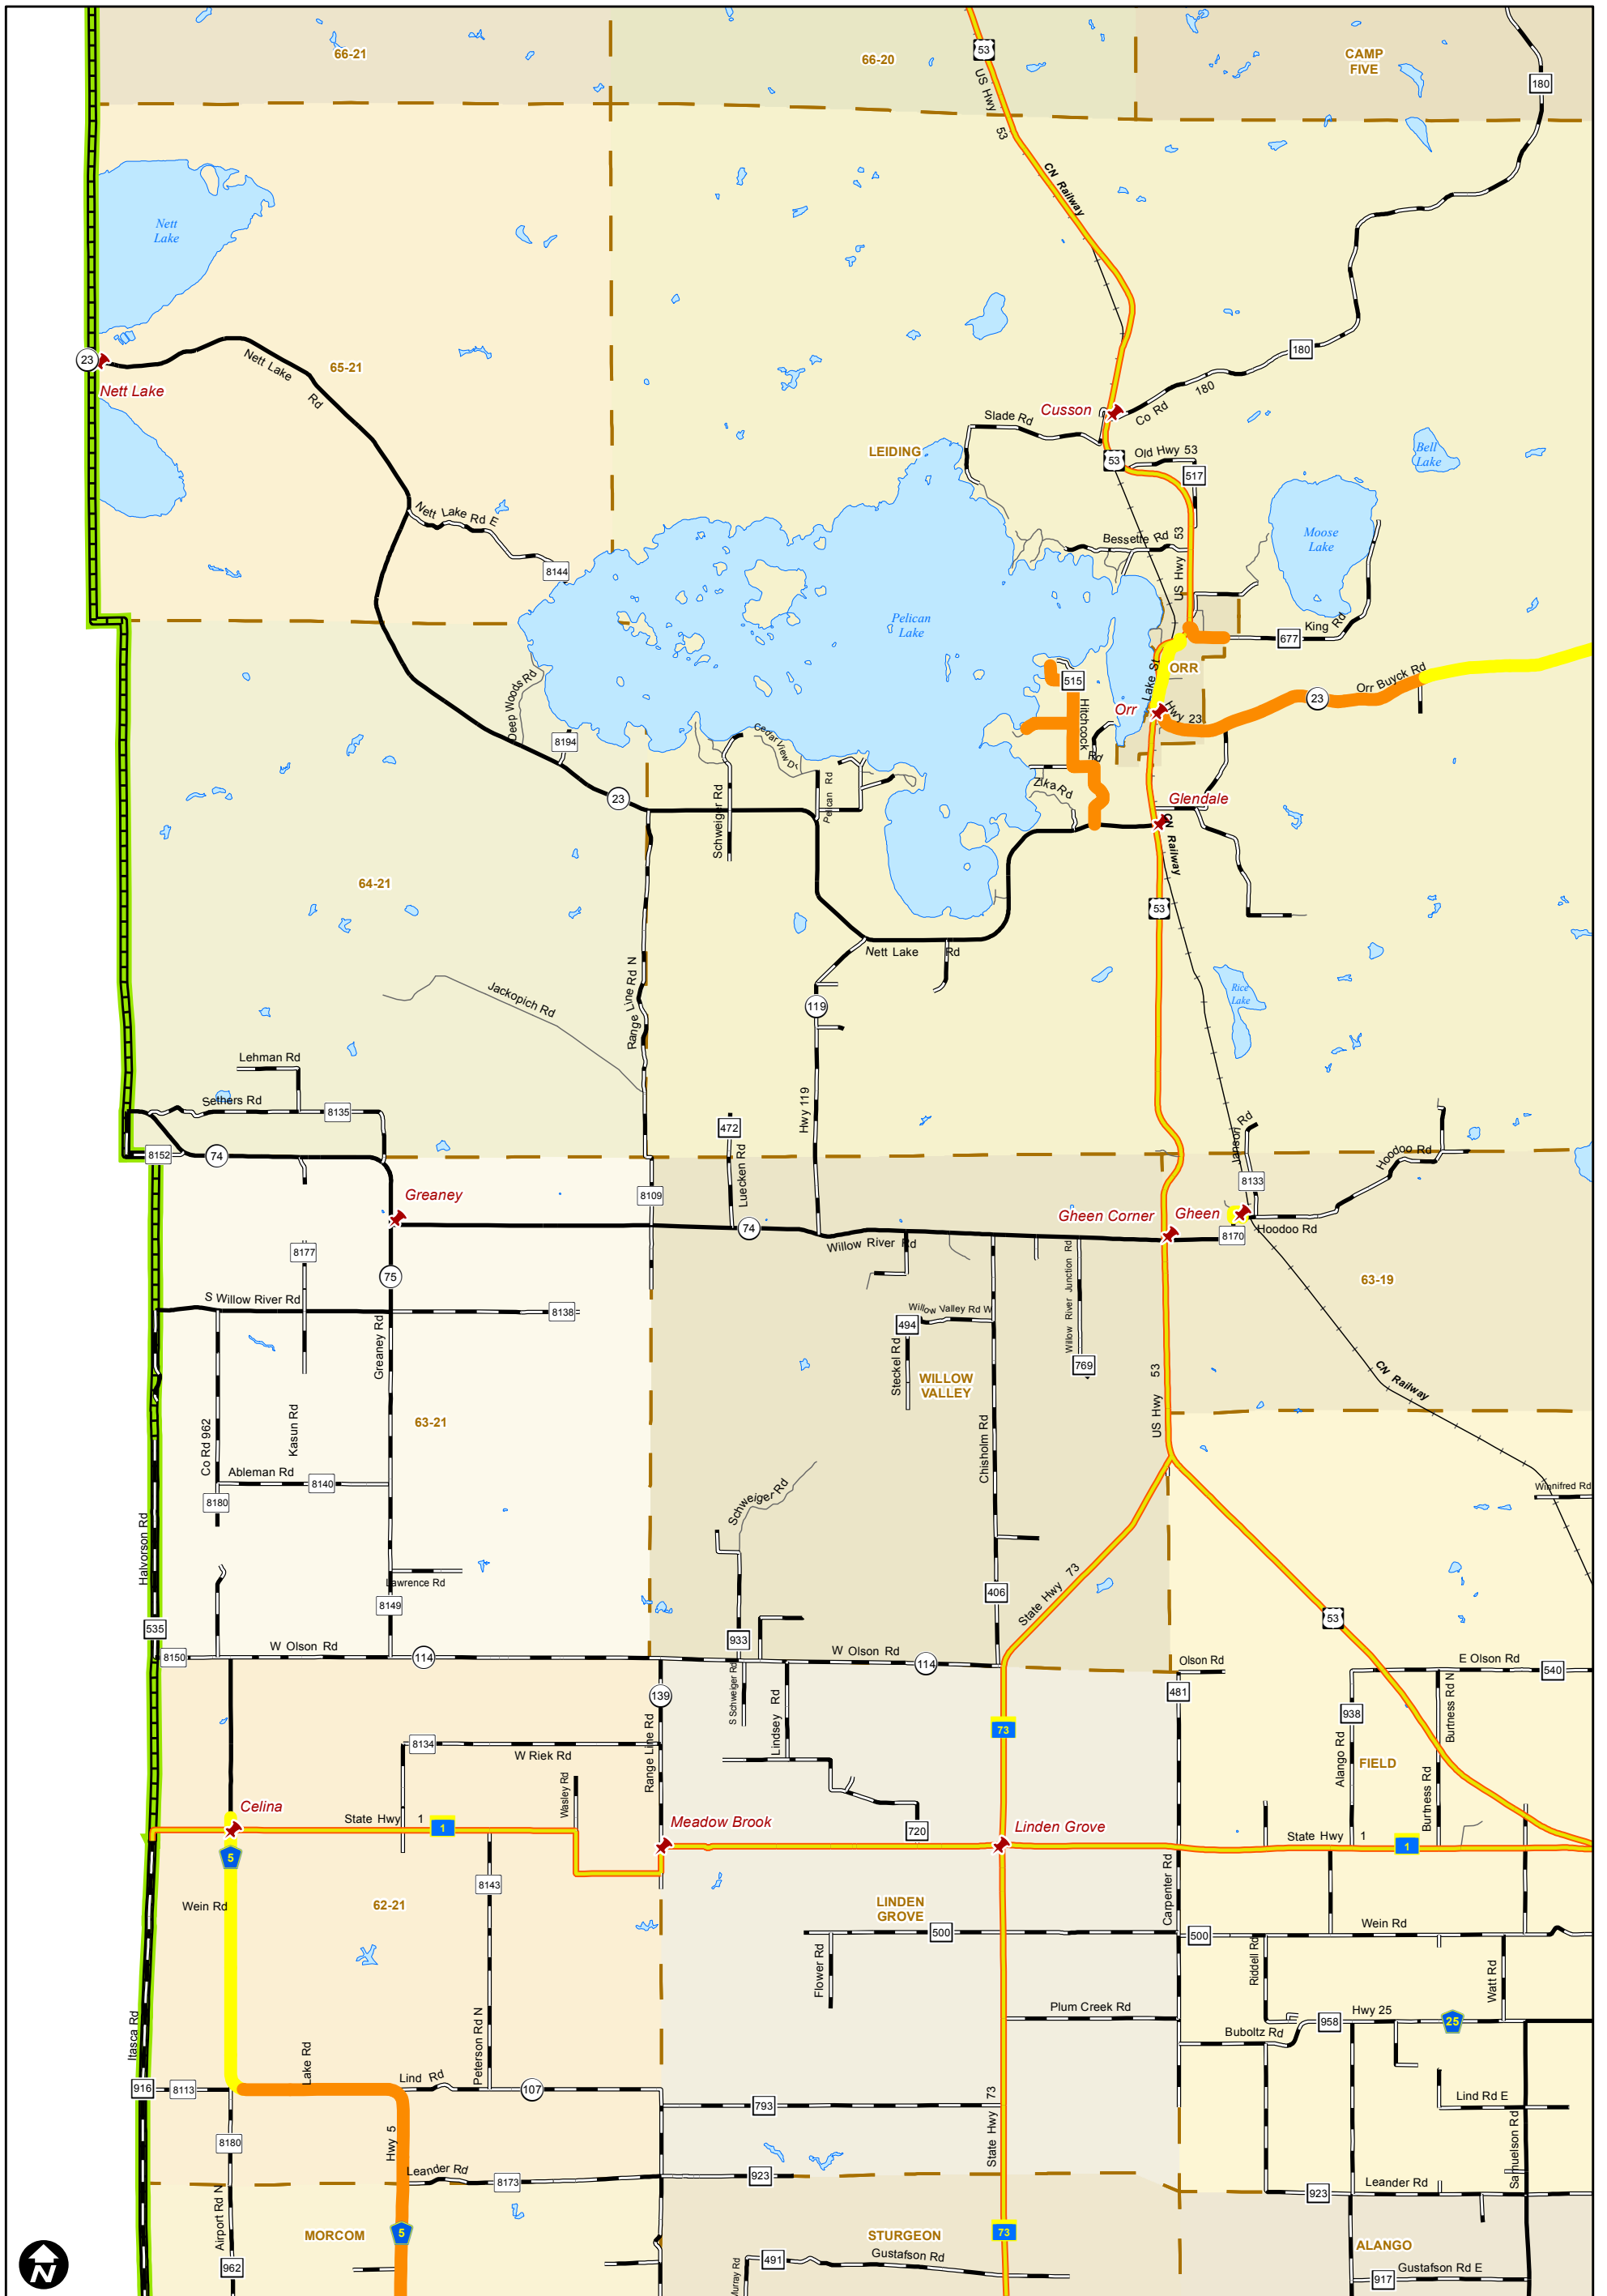 66-21
66-20
CAMP
FIVE
53
180
US Hwy 53
CN Railway
Nett
Lake
23
Nett Lake
Nett Lake
Rd
65-21
180
Co Rd 180
Cusson
Slade Rd
LEIDING
53
Old Hwy 53
517
Bell
Lake
Nett Lake Rd E
8144
Bessette Rd
US Hwy 53
Moose
Lake
Pelican
Lake
King Rd
677
ORR
515
Lake St
Orr
Hwy 23
Orr Buyck Rd
23
Hitchcock
Rd
Deep Woods Rd
8194
Cedar View D
Schweiger Rd
Pelican Rd
Zika Rd
Glendale
23
CN Railway
64-21
53
Nett Lake Rd
Rice
Lake
Jackopich Rd
Range Line Rd N
119
Lehman Rd
Sethers Rd
8135
Hwy 119
472
Luecken Rd
8152
74
Janson Rd
Hoodoo Rd
8133
8109
Greaney
Gheen Corner
Gheen
Hoodoo Rd
8170
74
Willow River Rd
8177
75
63-19
S Willow River Rd
8138
Greaney Rd
Willow Valley Rd W
494
Steckel Rd
Willow River Junction Rd
769
WILLOW
VALLEY
US Hwy 53
CN Railway
63-21
Co Rd 962
Kasun Rd
Chisholm Rd
Ableman Rd
8140
8180
Schweiger Rd
Winnifred Rd
Halvorson Rd
Lawrence Rd
8149
406
State Hwy 73
53
535
8150
W Olson Rd
114
933
W Olson Rd
114
Olson Rd
E Olson Rd
540
139
S Schweiger Rd
Lindsey Rd
481
938
Burtness Rd N
73
8134
W Riek Rd
Range Line Rd
Wasley Rd
Alango Rd
FIELD
Burtness Rd
Celina
State Hwy 1
1
Meadow Brook
720
Linden Grove
State Hwy 1
1
5
8143
Wein Rd
62-21
LINDEN
GROVE
Carpenter Rd
500
500
Wein Rd
Flower Rd
Riddell Rd
Watt Rd
Plum Creek Rd
Hwy 25
958
25
Buboltz Rd
Itasca Rd
Lake Rd
Peterson Rd N
916
8113
Lind Rd
107
793
State Hwy 73
Lind Rd E
8180
Hwy 5
Samuelson Rd
Leander Rd
8173
923
923
Leander Rd
Airport Rd N
MORCOM
5
STURGEON
73
ALANGO
962
Murray Rd
491
Gustafson Rd
Gustafson Rd E
917
N